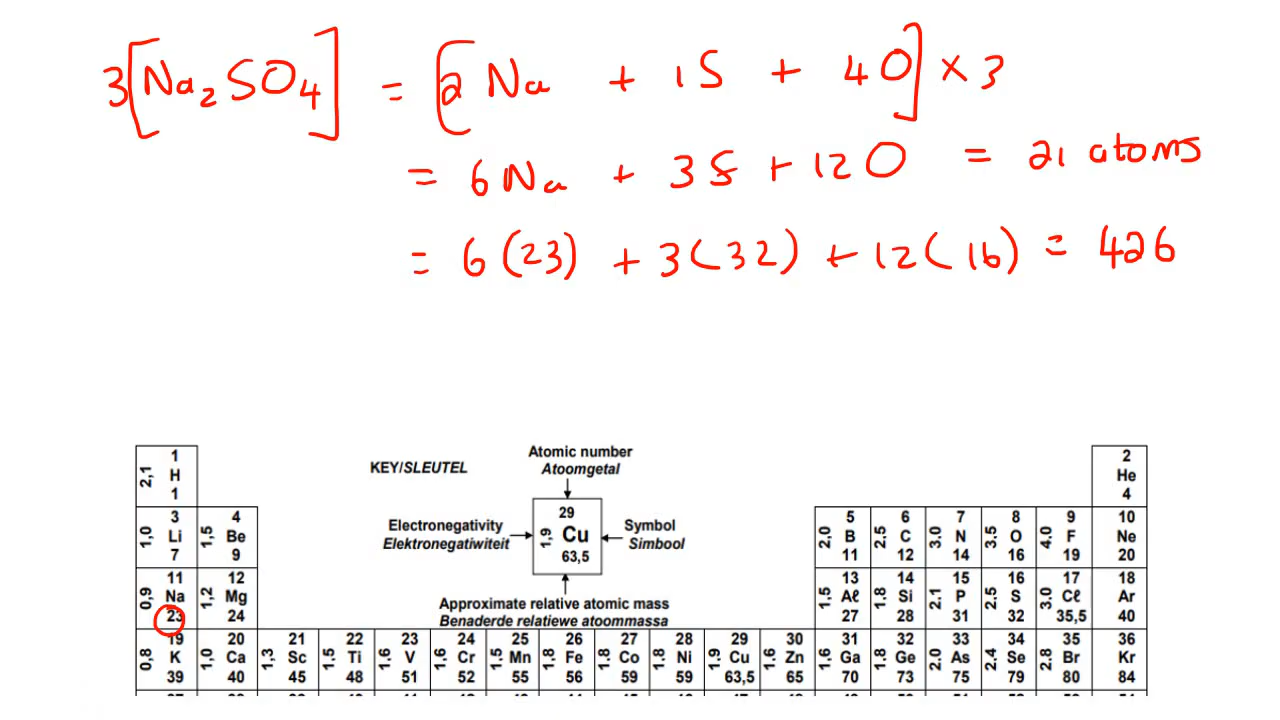 3[Na₂SO₄] = [2 Na + 1S + 4O] × 3
= 6Na + 3S + 12O = 21 atoms
= 6(23) + 3(32) + 12(16) = 426
KEY/SLEUTEL
Atomic number
Atoomgetal
Electronegativity
Elektronegatiwiteit
29
1,9 Cu
63,5
Symbol
Simbool
Approximate relative atomic mass
Benaderde relatiewe atoommassa
1 2
2,1 H He
1 4
3 4 5 6 7 8 9 10
1,0 Li 1,5 Be 2,0 B 2,5 C 3,0 N 3,5 O 4,0 F Ne
7 9 11 12 14 16 19 20
11 12 13 14 15 16 17 18
0,9 Na 1,2 Mg 1,5 Aℓ 1,8 Si 2,1 P 2,5 S 3,0 Cℓ Ar
23 24 27 28 31 32 35,5 40
19 20 21 22 23 24 25 26 27 28 29 30 31 32 33 34 35 36
0,8 K 1,0 Ca 1,3 Sc 1,5 Ti 1,6 V 1,6 Cr 1,5 Mn 1,8 Fe 1,8 Co 1,8 Ni 1,9 Cu 1,6 Zn 1,6 Ga 1,8 Ge 2,0 As 2,4 Se 2,8 Br Kr
39 40 45 48 51 52 55 56 59 59 63,5 65 70 73 75 79 80 84